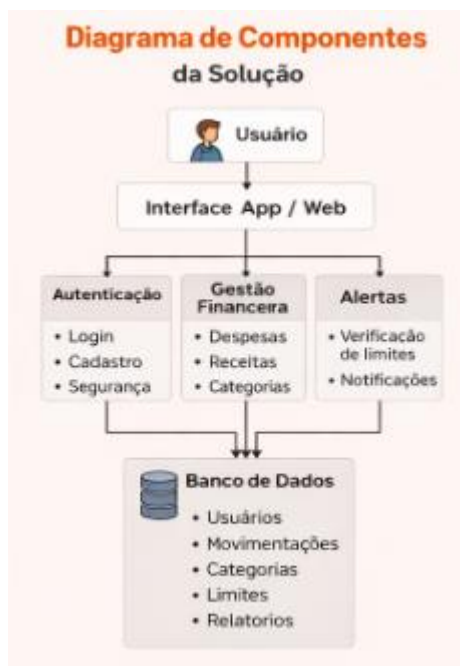 Diagrama de Componentes
da Solução
Usuário
Interface App / Web
Autenticação
• Login
• Cadastro
• Segurança
Gestão
Financeira
• Despesas
• Receitas
• Categorias
Alertas
• Verificação
de limites
• Notificações
Banco de Dados
• Usuários
• Movimentações
• Categorias
• Limites
• Relatorios